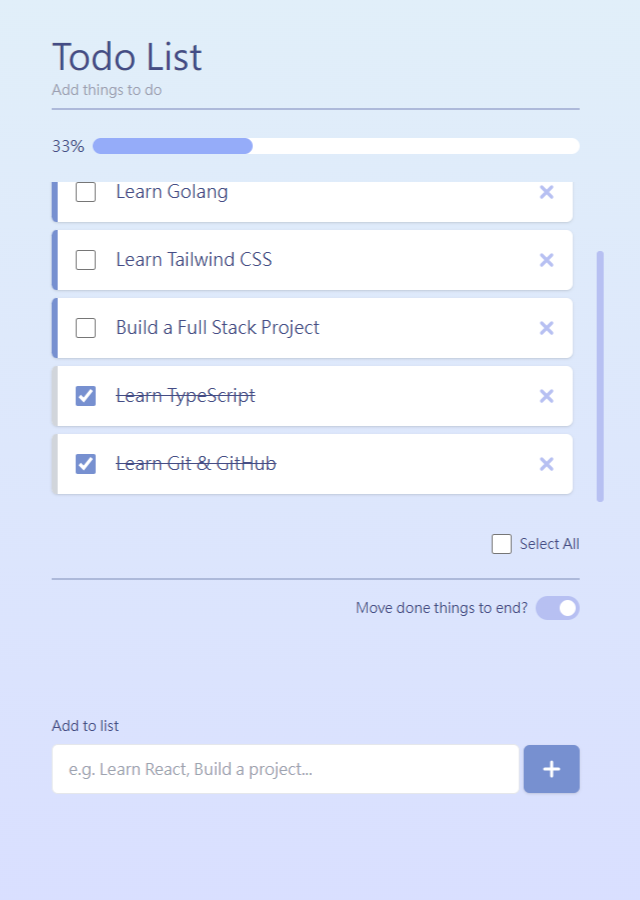 Todo List
Add things to do
33%
Learn Golang
Learn Tailwind CSS
Build a Full Stack Project
Learn TypeScript
Learn Git & GitHub
Select All
Move done things to end?
Add to list
e.g. Learn React, Build a project...